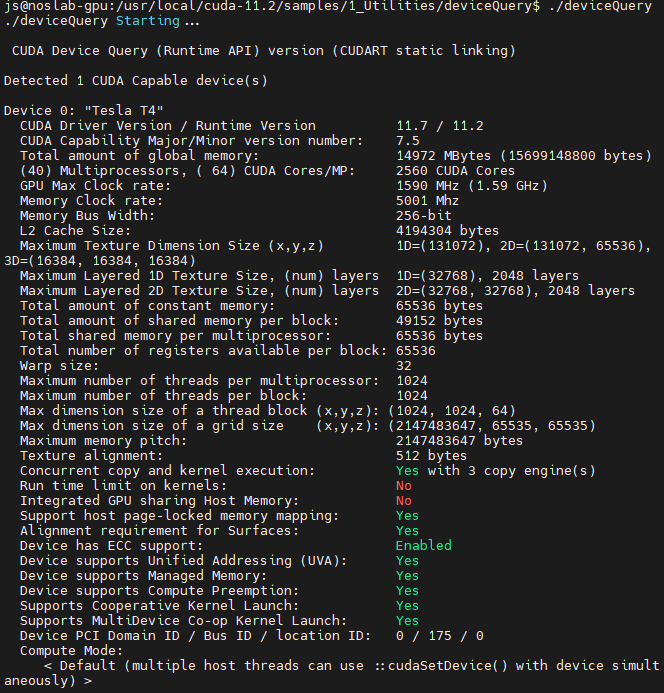 js@noslab-gpu:/usr/local/cuda-11.2/samples/1_Utilities/deviceQuery$ ./deviceQuery
./deviceQuery Starting...
CUDA Device Query (Runtime API) version (CUDART static linking)
Detected 1 CUDA Capable device(s)
Device 0: "Tesla T4"
CUDA Driver Version / Runtime Version 11.7 / 11.2
CUDA Capability Major/Minor version number: 7.5
Total amount of global memory: 14972 MBytes (15699148800 bytes)
(40) Multiprocessors, ( 64) CUDA Cores/MP: 2560 CUDA Cores
GPU Max Clock rate: 1590 MHz (1.59 GHz)
Memory Clock rate: 5001 Mhz
Memory Bus Width: 256-bit
L2 Cache Size: 4194304 bytes
Maximum Texture Dimension Size (x,y,z) 1D=(131072), 2D=(131072, 65536),
3D=(16384, 16384, 16384)
Maximum Layered 1D Texture Size, (num) layers 1D=(32768), 2048 layers
Maximum Layered 2D Texture Size, (num) layers 2D=(32768, 32768), 2048 layers
Total amount of constant memory: 65536 bytes
Total amount of shared memory per block: 49152 bytes
Total shared memory per multiprocessor: 65536 bytes
Total number of registers available per block: 65536
Warp size: 32
Maximum number of threads per multiprocessor: 1024
Maximum number of threads per block: 1024
Max dimension size of a thread block (x,y,z): (1024, 1024, 64)
Max dimension size of a grid size (x,y,z): (2147483647, 65535, 65535)
Maximum memory pitch: 2147483647 bytes
Texture alignment: 512 bytes
Concurrent copy and kernel execution: Yes with 3 copy engine(s)
Run time limit on kernels: No
Integrated GPU sharing Host Memory: No
Support host page-locked memory mapping: Yes
Alignment requirement for Surfaces: Yes
Device has ECC support: Enabled
Device supports Unified Addressing (UVA): Yes
Device supports Managed Memory: Yes
Device supports Compute Preemption: Yes
Supports Cooperative Kernel Launch: Yes
Supports MultiDevice Co-op Kernel Launch: Yes
Device PCI Domain ID / Bus ID / location ID: 0 / 175 / 0
Compute Mode:
< Default (multiple host threads can use ::cudaSetDevice() with device simult
aneously) >